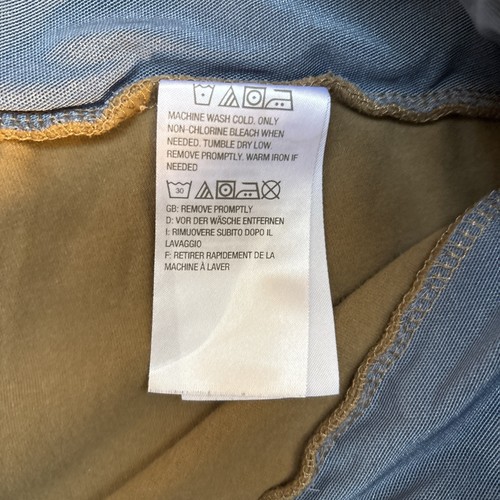 MACHINE WASH COLD. ONLY
NON-CHLORINE BLEACH WHEN
NEEDED. TUMBLE DRY LOW.
REMOVE PROMPTLY. WARM IRON IF
NEEDED
30
GB: REMOVE PROMPTLY
D: VOR DER WÄSCHE ENTFERNEN
I: RIMUOVERE SUBITO DOPO IL
LAVAGGIO
F: RETIRER RAPIDEMENT DE LA
MACHINE À LAVER